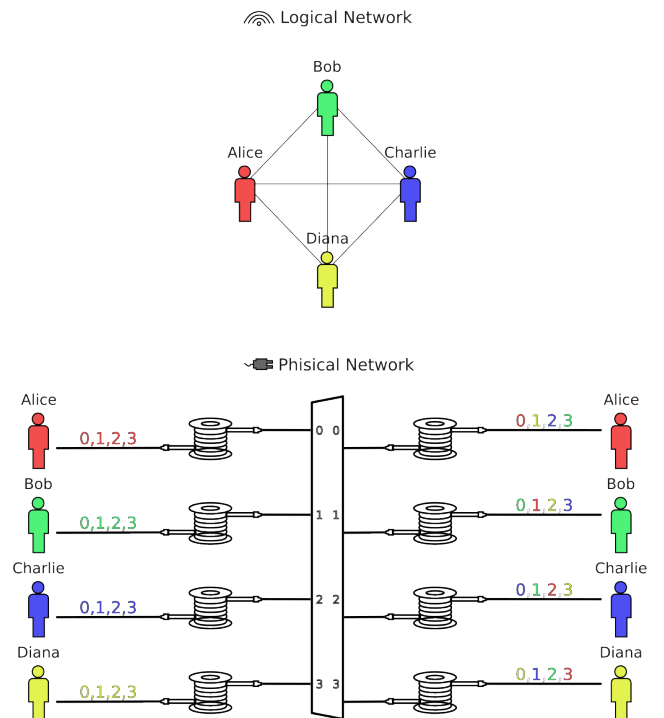 Logical Network
Bob
Alice
Charlie
Diana
Phisical Network
Alice
Alice
0,1,2,3
0 0
0,1,2,3
Bob
Bob
0,1,2,3
1 1
0,1,2,3
Charlie
Charlie
0,1,2,3
2 2
0,1,2,3
Diana
Diana
0,1,2,3
3 3
0,1,2,3